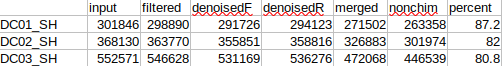 input filtered denoisedF denoisedR merged nonchim percent
DC01_SH 301846 298890 291726 294123 271502 263358 87.2
DC02_SH 368130 363770 355851 358816 326883 301974 82
DC03_SH 552571 546628 531169 536276 472068 446539 80.8